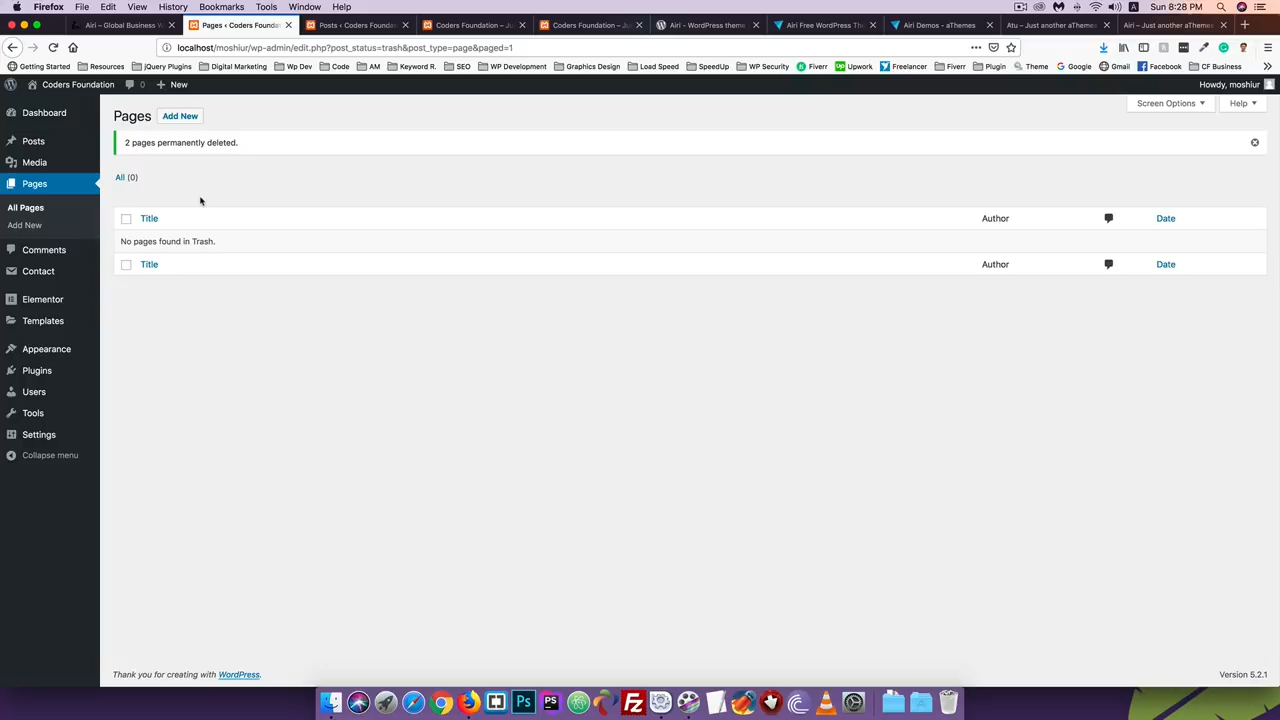 Firefox File Edit View History Bookmarks Tools Window Help
Sun 8:28 PM
Airi – Global Business W
Pages ‹ Coders Foundat
Posts ‹ Coders Foundat
Coders Foundation – Ju
Coders Foundation – Ju
Airi - WordPress theme
Airi Free WordPress The
Airi Demos - aThemes
Atu – Just another aThemes
Airi – Just another aThemes
localhost/moshiur/wp-admin/edit.php?post_status=trash&post_type=page&paged=1
Getting Started Resources jQuery Plugins Digital Marketing Wp Dev Code AM Keyword R. SEO WP Development Graphics Design Load Speed SpeedUp WP Security Fiverr Upwork Freelancer Fiverr Plugin Theme Google Gmail Facebook CF Business
Coders Foundation 0 New
Howdy, moshiur
Dashboard
Posts
Media
Pages
All Pages
Add New
Comments
Contact
Elementor
Templates
Appearance
Plugins
Users
Tools
Settings
Collapse menu
Screen Options
Help
Pages Add New
2 pages permanently deleted.
All (0)
Title Author Date
No pages found in Trash.
Title Author Date
Thank you for creating with WordPress.
Version 5.2.1